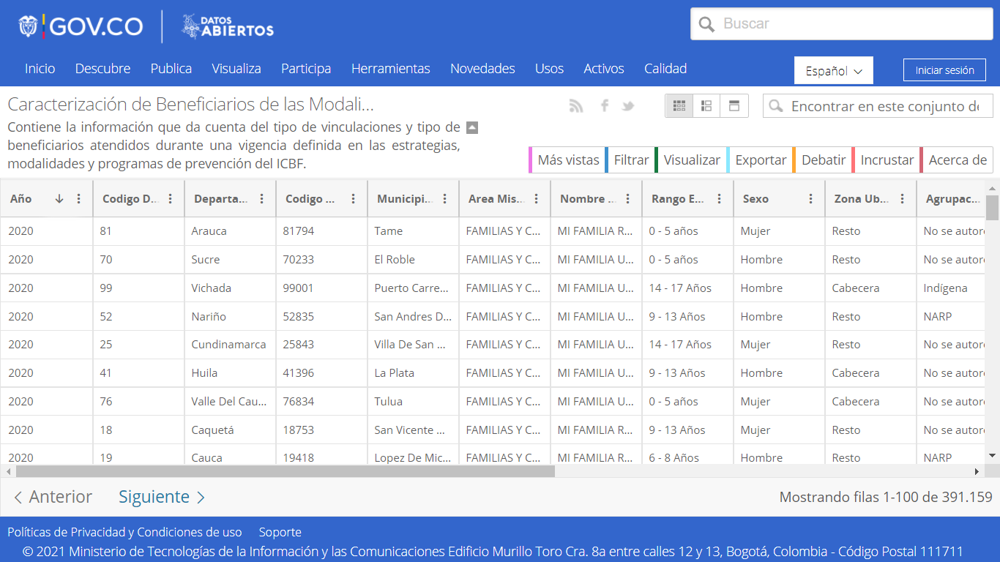 GOV.CO
DATOS ABIERTOS
Buscar
Inicio Descubre Publica Visualiza Participa Herramientas Novedades Usos Activos Calidad Español Iniciar sesión
Caracterización de Beneficiarios de las Modali...
Encontrar en este conjunto de
Contiene la información que da cuenta del tipo de vinculaciones y tipo de
beneficiarios atendidos durante una vigencia definida en las estrategias,
modalidades y programas de prevención del ICBF.
Más vistas Filtrar Visualizar Exportar Debatir Incrustar Acerca de
Año Codigo D... Departa... Codigo ... Municipi... Area Mis... Nombre ... Rango E... Sexo Zona Ub... Agrupac...
2020 81 Arauca 81794 Tame FAMILIAS Y C... MI FAMILIA R... 0 - 5 años Mujer Resto No se autor
2020 70 Sucre 70233 El Roble FAMILIAS Y C... MI FAMILIA U... 0 - 5 años Hombre Resto No se autor
2020 99 Vichada 99001 Puerto Carre... FAMILIAS Y C... MI FAMILIA U... 14 - 17 Años Hombre Cabecera Indígena
2020 52 Nariño 52835 San Andres D... FAMILIAS Y C... MI FAMILIA U... 9 - 13 Años Hombre Resto NARP
2020 25 Cundinamarca 25843 Villa De San ... FAMILIAS Y C... MI FAMILIA U... 14 - 17 Años Mujer Resto No se autor
2020 41 Huila 41396 La Plata FAMILIAS Y C... MI FAMILIA U... 9 - 13 Años Hombre Cabecera No se autor
2020 76 Valle Del Cau... 76834 Tulua FAMILIAS Y C... MI FAMILIA U... 0 - 5 años Mujer Cabecera No se autor
2020 18 Caquetá 18753 San Vicente ... FAMILIAS Y C... MI FAMILIA R... 9 - 13 Años Mujer Resto No se autor
2020 19 Cauca 19418 Lopez De Mic... FAMILIAS Y C... MI FAMILIA R... 6 - 8 Años Hombre Resto NARP
Anterior Siguiente Mostrando filas 1-100 de 391.159
Políticas de Privacidad y Condiciones de uso Soporte
© 2021 Ministerio de Tecnologías de la Información y las Comunicaciones Edificio Murillo Toro Cra. 8a entre calles 12 y 13, Bogotá, Colombia - Código Postal 111711